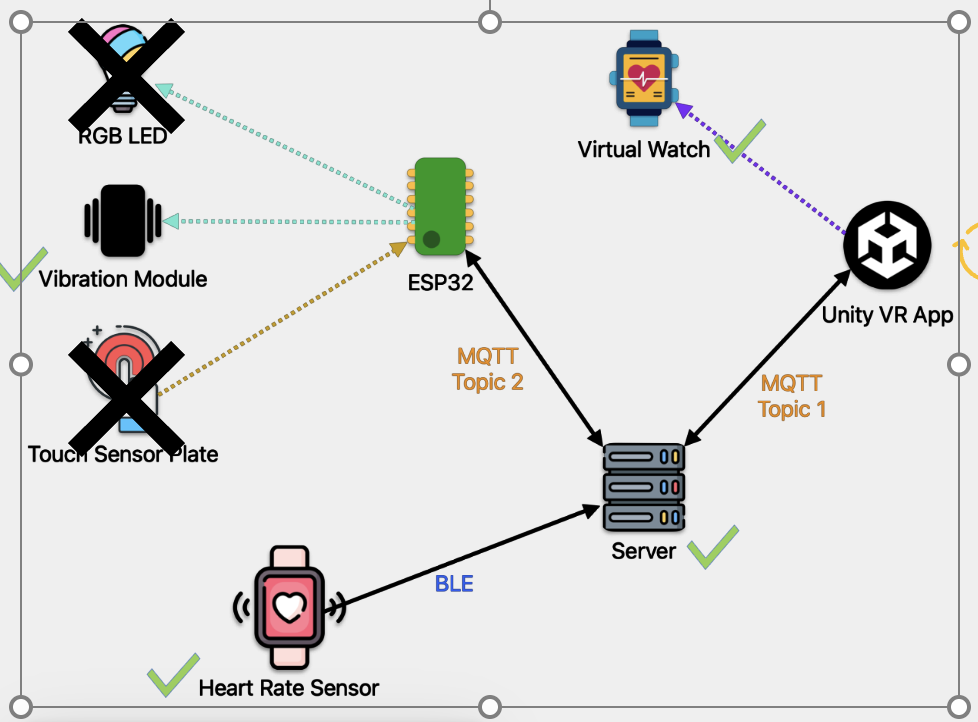 RGB LED
Virtual Watch
Vibration Module
ESP32
Unity VR App
MQTT
Topic 2
MQTT
Topic 1
Touch Sensor Plate
Server
BLE
Heart Rate Sensor